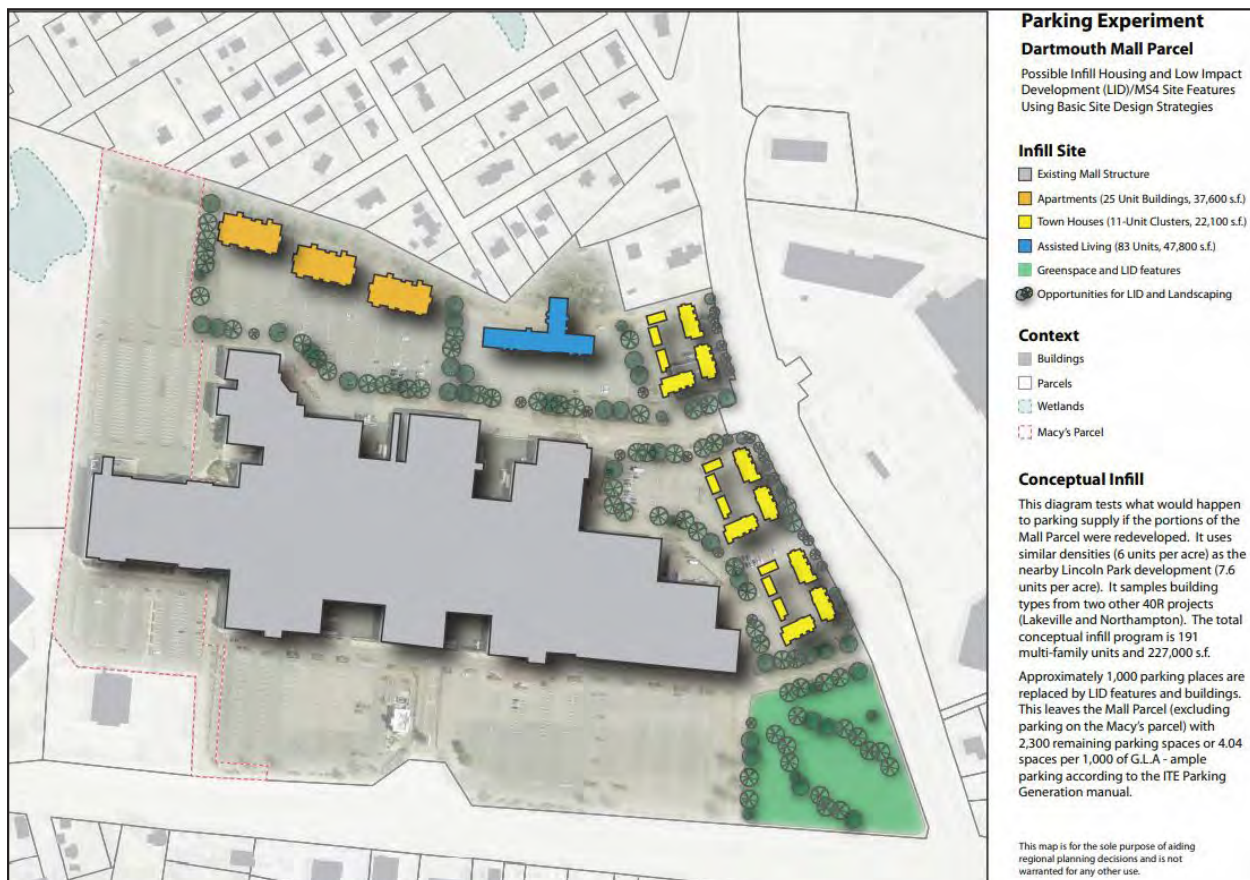 Parking Experiment
Dartmouth Mall Parcel
Possible Infill Housing and Low Impact
Development (LID)/MS4 Site Features
Using Basic Site Design Strategies
Infill Site
Existing Mall Structure
Apartments (25 Unit Buildings, 37,600 s.f.)
Town Houses (11-Unit Clusters, 22,100 s.f.)
Assisted Living (83 Units, 47,800 s.f.)
Greenspace and LID features
Opportunities for LID and Landscaping
Context
Buildings
Parcels
Wetlands
Macy's Parcel
Conceptual Infill
This diagram tests what would happen
to parking supply if the portions of the
Mall Parcel were redeveloped. It uses
similar densities (6 units per acre) as the
nearby Lincoln Park development (7.6
units per acre). It samples building
types from two other 40R projects
(Lakeville and Northampton). The total
conceptual infill program is 191
multi-family units and 227,000 s.f.
Approximately 1,000 parking places are
replaced by LID features and buildings.
This leaves the Mall Parcel (excluding
parking on the Macy's parcel) with
2,300 remaining parking spaces or 4.04
spaces per 1,000 of G.L.A - ample
parking according to the ITE Parking
Generation manual.
This map is for the sole purpose of aiding
regional planning decisions and is not
warranted for any other use.